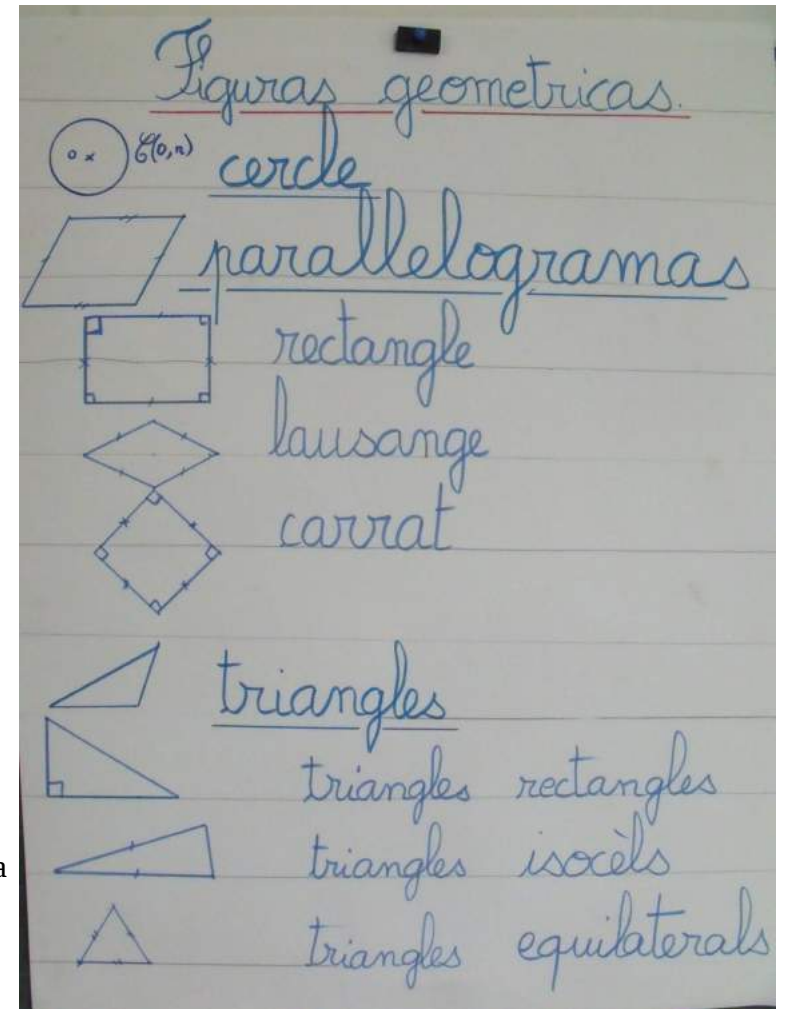 Figuras geometricas.
O C(O,r) cercle
parallelogramas
rectangle
lausange
carrat
triangles
triangles rectangles
a
triangles isocèls
triangles equilaterals